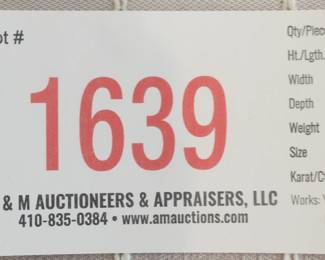 ot #
1639
& M AUCTIONEERS & APPRAISERS, LLC
410-835-0384 • www.amauctions.com
Qty/Piec
Ht./Lgth.
Width
Depth
Weight
Size
Karat/C
Works: